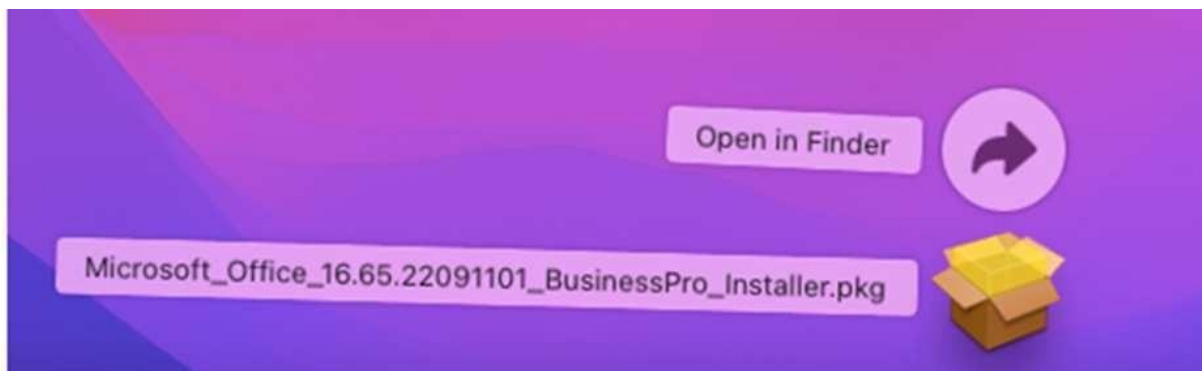 Open in Finder
Microsoft_Office_16.65.22091101_BusinessPro_Installer.pkg